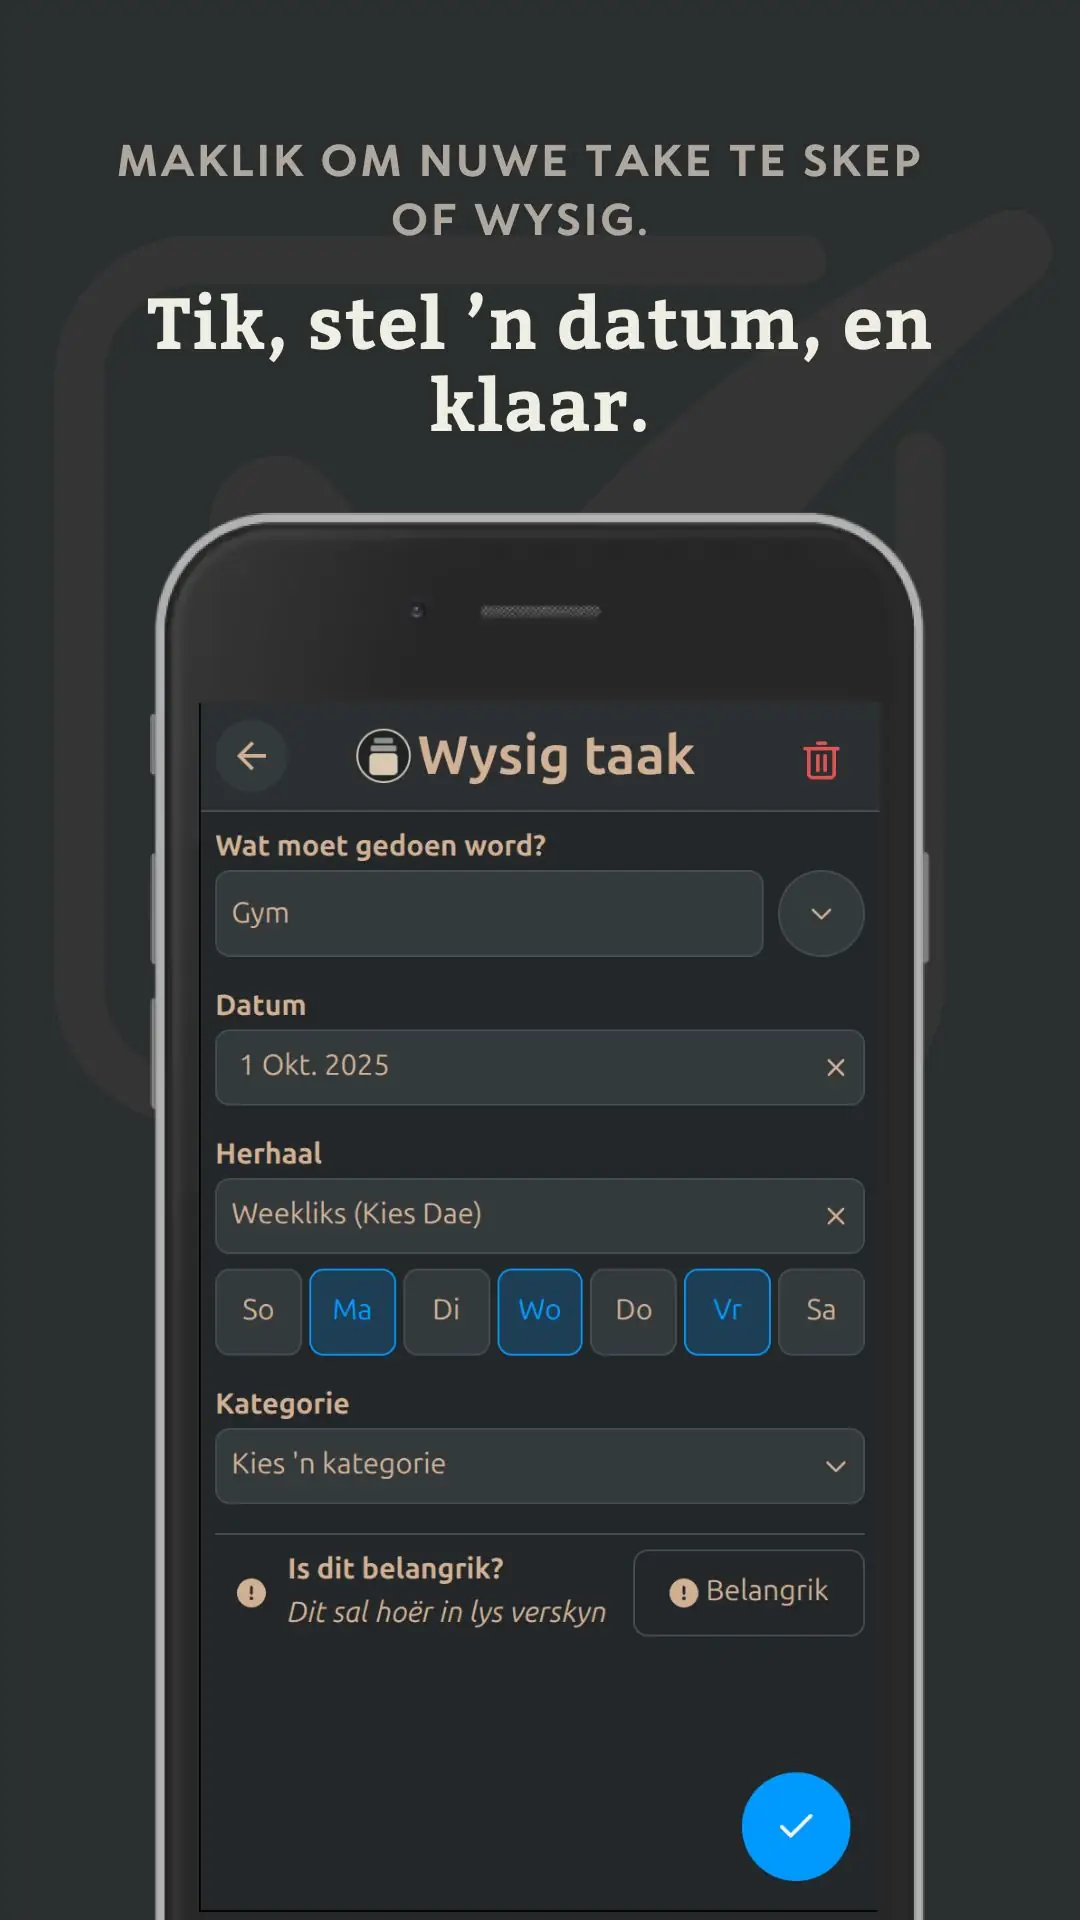 MAKLIK OM NUWE TAKE TE SKEP
OF WYSIG.
Tik, stel ’n datum, en
klaar.
Wysig taak
Wat moet gedoen word?
Gym
Datum
1 Okt. 2025
Herhaal
Weekliks (Kies Dae)
So Ma Di Wo Do Vr Sa
Kategorie
Kies 'n kategorie
Is dit belangrik?
Dit sal hoër in lys verskyn
Belangrik